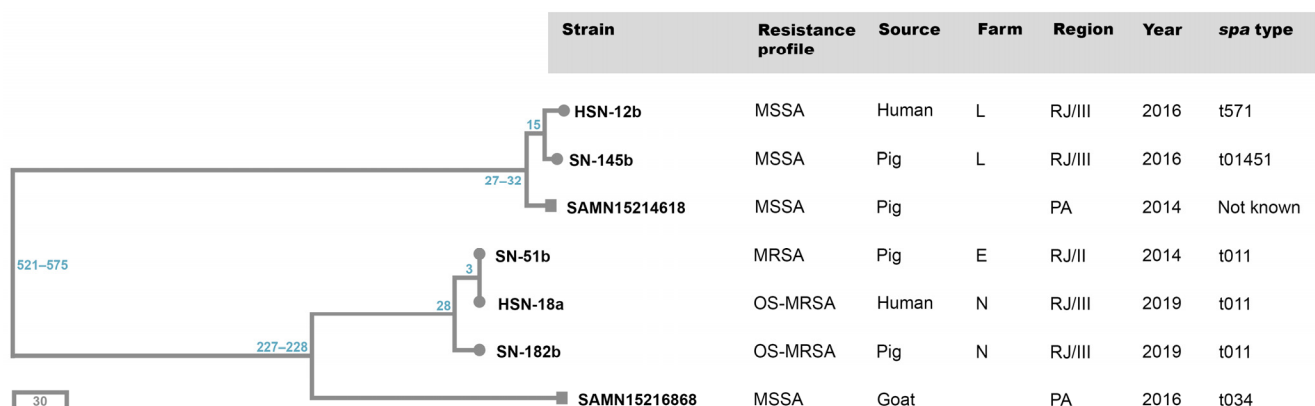 Strain Resistance profile Source Farm Region Year spa type
15 HSN-12b MSSA Human L RJ/III 2016 t571
SN-145b MSSA Pig L RJ/III 2016 t01451
27–32
SAMN15214618 MSSA Pig PA 2014 Not known
521–575
SN-51b MRSA Pig E RJ/II 2014 t011
3
HSN-18a OS-MRSA Human N RJ/III 2019 t011
28
SN-182b OS-MRSA Pig N RJ/III 2019 t011
227–228
SAMN15216868 MSSA Goat PA 2016 t034
30